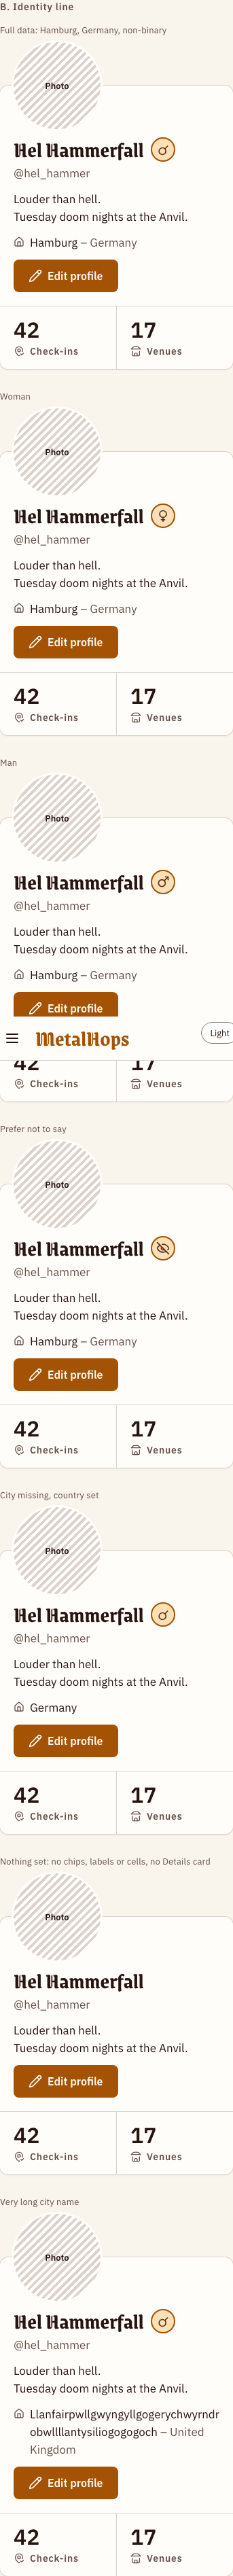 B. Identity line
Full data: Hamburg, Germany, non-binary
Photo
Hel Hammerfall
@hel_hammer
Louder than hell.
Tuesday doom nights at the Anvil.
Hamburg – Germany
Edit profile
42 17
Check-ins Venues
Woman
Photo
Hel Hammerfall
@hel_hammer
Louder than hell.
Tuesday doom nights at the Anvil.
Hamburg – Germany
Edit profile
42 17
Check-ins Venues
Man
Photo
Hel Hammerfall
@hel_hammer
Louder than hell.
Tuesday doom nights at the Anvil.
Hamburg – Germany
Edit profile
MetalHops Light
42 17
Check-ins Venues
Prefer not to say
Photo
Hel Hammerfall
@hel_hammer
Louder than hell.
Tuesday doom nights at the Anvil.
Hamburg – Germany
Edit profile
42 17
Check-ins Venues
City missing, country set
Photo
Hel Hammerfall
@hel_hammer
Louder than hell.
Tuesday doom nights at the Anvil.
Germany
Edit profile
42 17
Check-ins Venues
Nothing set: no chips, labels or cells, no Details card
Photo
Hel Hammerfall
@hel_hammer
Louder than hell.
Tuesday doom nights at the Anvil.
Edit profile
42 17
Check-ins Venues
Very long city name
Photo
Hel Hammerfall
@hel_hammer
Louder than hell.
Tuesday doom nights at the Anvil.
Llanfairpwllgwyngyllgogerychwyrndr
obwllllantysiliogogogoch – United
Kingdom
Edit profile
42 17
Check-ins Venues